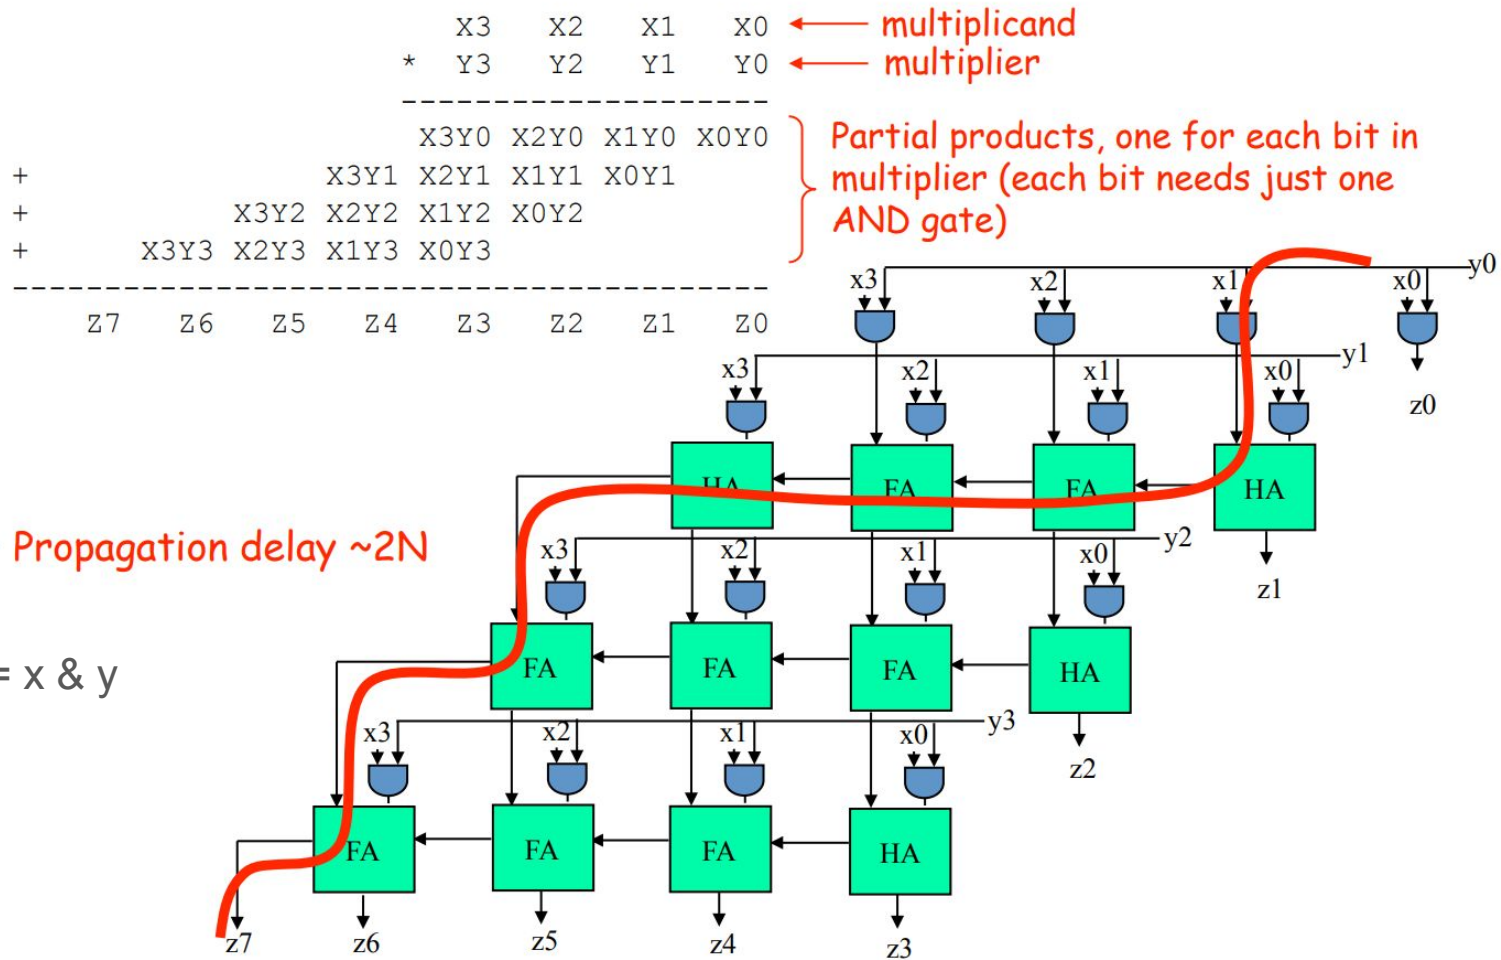 X3 X2 X1 X0 multiplicand
* Y3 Y2 Y1 Y0 multiplier
--------------------
X3Y0 X2Y0 X1Y0 X0Y0
+ X3Y1 X2Y1 X1Y1 X0Y1
+ X3Y2 X2Y2 X1Y2 X0Y2
+ X3Y3 X2Y3 X1Y3 X0Y3
-----------------------------------------
Z7 Z6 Z5 Z4 Z3 Z2 Z1 Z0
Partial products, one for each bit in
multiplier (each bit needs just one
AND gate)
x3 x2 x1 x0 y0
z0
x3 x2 x1 x0 y1
HA FA FA HA
z1
Propagation delay ~2N
x3 x2 x1 x0 y2
FA FA FA HA
z2
= x & y
x3 x2 x1 x0 y3
FA FA FA HA
z7 z6 z5 z4 z3